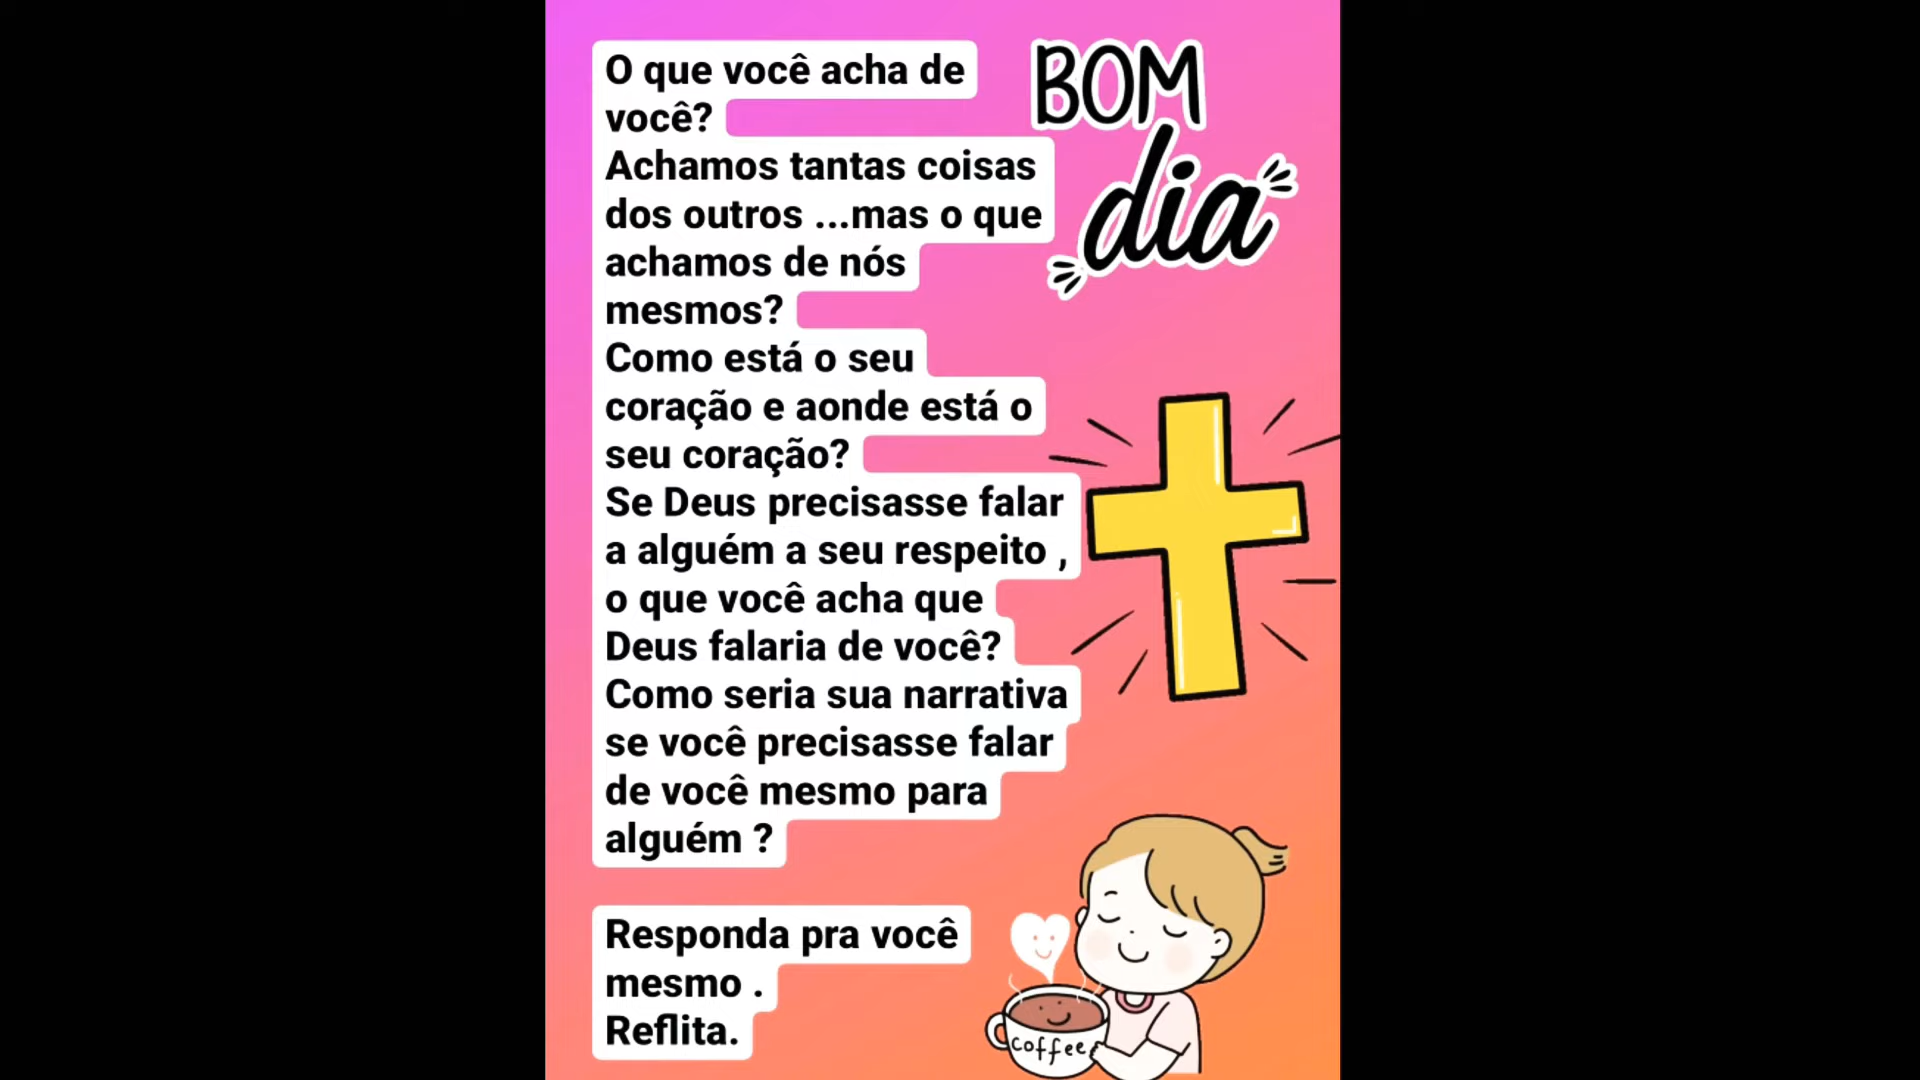 O que você acha de
você?
Achamos tantas coisas
dos outros ...mas o que
achamos de nós
mesmos?
Como está o seu
coração e aonde está o
seu coração?
Se Deus precisasse falar
a alguém a seu respeito ,
o que você acha que
Deus falaria de você?
Como seria sua narrativa
se você precisasse falar
de você mesmo para
alguém ?
Responda pra você
mesmo .
Reflita.
BOM
dia
coffee